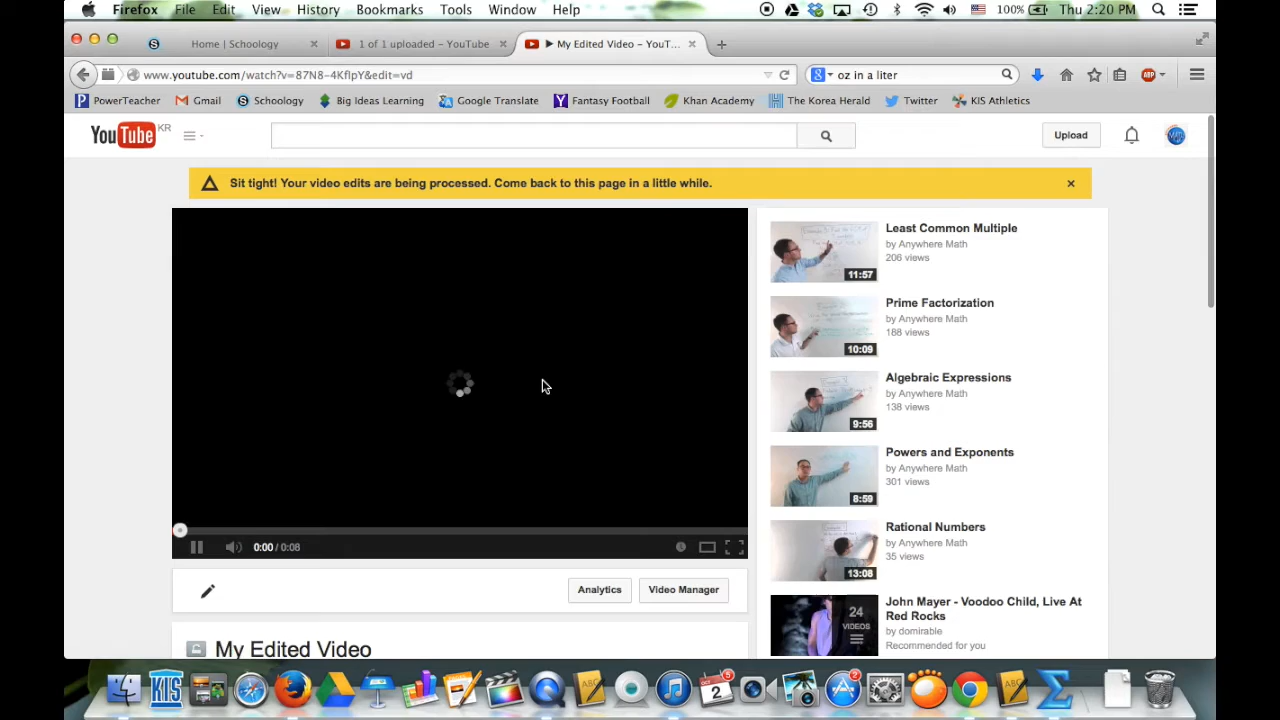 Firefox File Edit View History Bookmarks Tools Window Help 100% Thu 2:20 PM
Home | Schoology 1 of 1 uploaded - YouTube ▶ My Edited Video – YouT...
www.youtube.com/watch?v=87N8-4KflpY&edit=vd oz in a liter ABP
PowerTeacher Gmail Schoology Big Ideas Learning Google Translate Fantasy Football Khan Academy The Korea Herald Twitter KIS Athletics
YouTube KR Upload
Sit tight! Your video edits are being processed. Come back to this page in a little while.
Least Common Multiple
by Anywhere Math
206 views
11:57
Prime Factorization
by Anywhere Math
188 views
10:09
Algebraic Expressions
by Anywhere Math
138 views
9:56
Powers and Exponents
by Anywhere Math
301 views
8:59
Rational Numbers
by Anywhere Math
35 views
13:08
John Mayer - Voodoo Child, Live At
Red Rocks
by domirable
Recommended for you
24
VIDEOS
0:00 / 0:08
Analytics Video Manager
My Edited Video
KIS
OCT
2
5
2